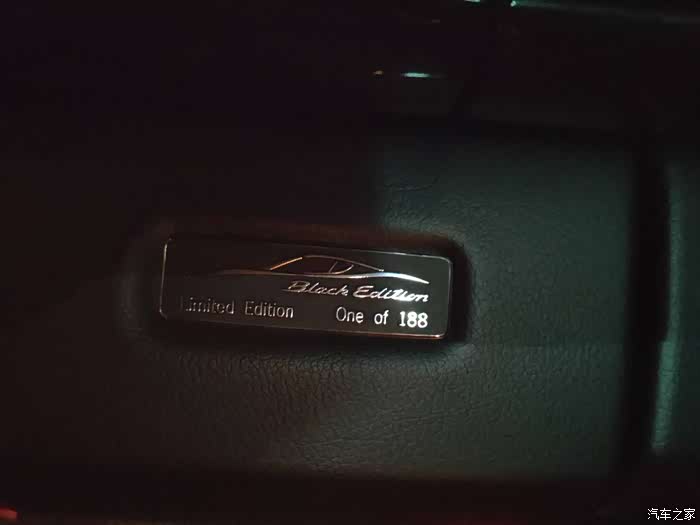 Black Edition
Limited Edition One of 188
汽车之家